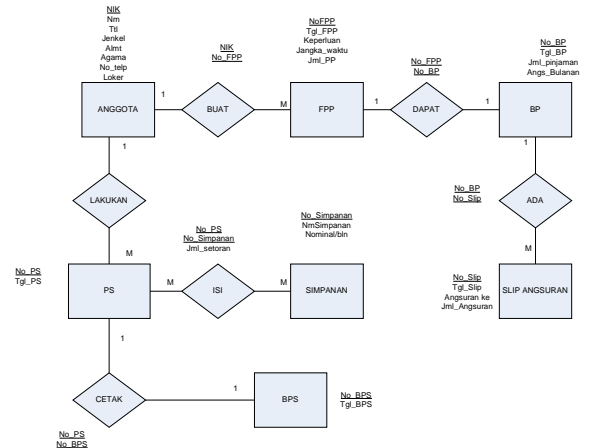 NIK
Nm
Ttl
Jenkel
Almt
Agama
No_telp
Loker
NIK
No_FPP
NoFPP
Tgl_FPP
Keperluan
Jangka_waktu
Jml_PP
No_FPP
No_BP
No_BP
Tgl_BP
Jml_pinjaman
Angs_Bulanan
ANGGOTA
1
BUAT
M
FPP
1
DAPAT
1
BP
1
1
LAKUKAN
No_BP
No_Slip
ADA
No_PS
No_Simpanan
Jml_setoran
No_Simpanan
NmSimpanan
Nominal/bln
M
M
No_PS
Tgl_PS
PS
M
ISI
M
SIMPANAN
No_Slip
Tgl_Slip
Angsuran ke
Jml_Angsuran
SLIP ANGSURAN
1
CETAK
1
BPS
No_BPS
Tgl_BPS
No_PS
No_BPS